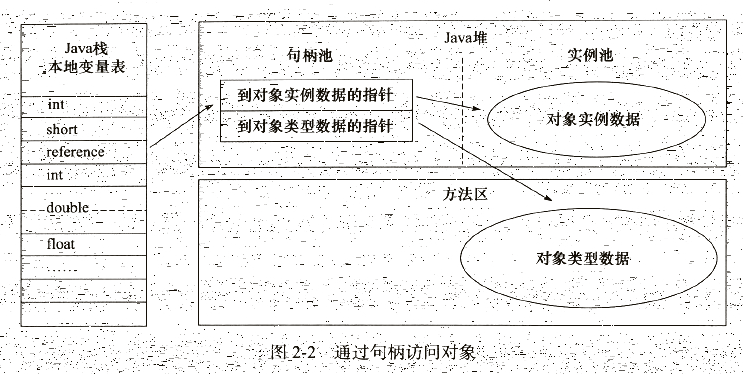 Java栈
本地变量表
int
short
reference
int
double
float
……
Java堆
句柄池
实例池
到对象实例数据的指针
到对象类型数据的指针
对象实例数据
方法区
对象类型数据
图 2-2 通过句柄访问对象